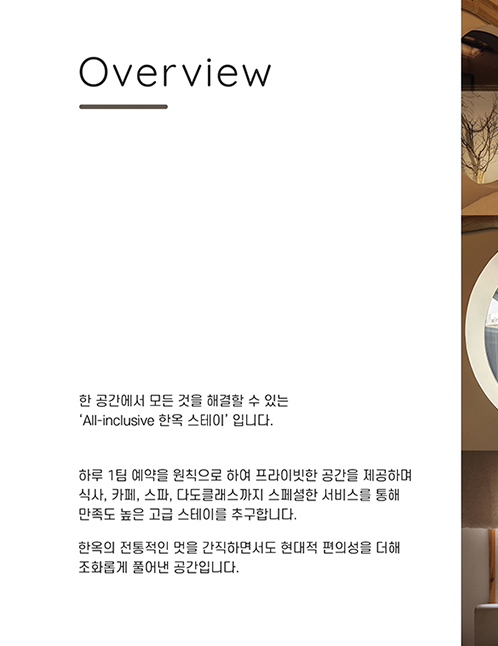 Overview
한 공간에서 모든 것을 해결할 수 있는
‘All-inclusive 한옥 스테이’ 입니다.
하루 1팀 예약을 원칙으로 하여 프라이빗한 공간을 제공하며
식사, 카페, 스파, 다도클래스까지 스페셜한 서비스를 통해
만족도 높은 고급 스테이를 추구합니다.
한옥의 전통적인 멋을 간직하면서도 현대적 편의성을 더해
조화롭게 풀어낸 공간입니다.